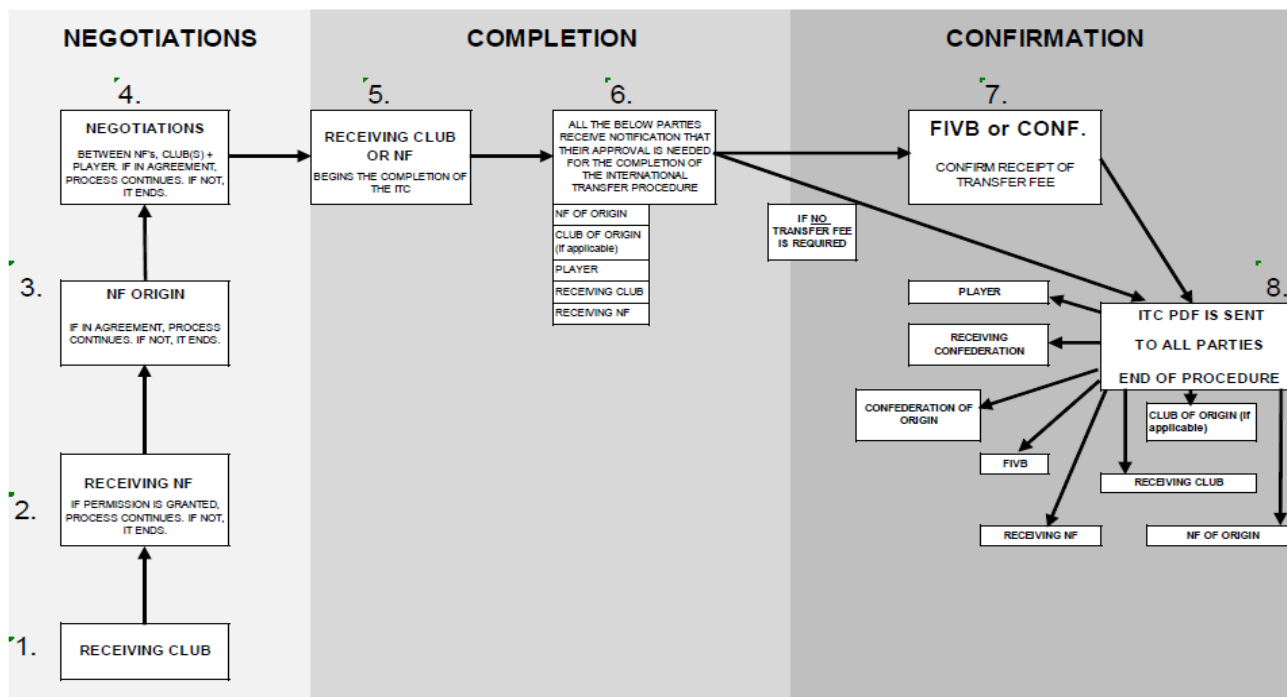 NEGOTIATIONS
COMPLETION
CONFIRMATION
4.
NEGOTIATIONS
BETWEEN NF's, CLUB(S) +
PLAYER. IF IN AGREEMENT,
PROCESS CONTINUES. IF NOT,
IT ENDS.
5.
RECEIVING CLUB
OR NF
BEGINS THE COMPLETION OF
THE ITC
6.
ALL THE BELOW PARTIES
RECEIVE NOTIFICATION THAT
THEIR APPROVAL IS NEEDED
FOR THE COMPLETION OF
THE INTERNATIONAL
TRANSFER PROCEDURE
NF OF ORIGIN
CLUB OF ORIGIN
(if applicable)
PLAYER
RECEIVING CLUB
RECEIVING NF
7.
FIVB or CONF.
CONFIRM RECEIPT OF
TRANSFER FEE
IF NO
TRANSFER FEE
IS REQUIRED
3.
NF ORIGIN
IF IN AGREEMENT, PROCESS
CONTINUES. IF NOT, IT ENDS.
8.
ITC PDF IS SENT
TO ALL PARTIES
END OF PROCEDURE
PLAYER
RECEIVING
CONFEDERATION
CONFEDERATION OF
ORIGIN
FIVB
RECEIVING NF
CLUB OF ORIGIN (if
applicable)
RECEIVING CLUB
NF OF ORIGIN
2.
RECEIVING NF
IF PERMISSION IS GRANTED,
PROCESS CONTINUES. IF NOT,
IT ENDS.
1.
RECEIVING CLUB